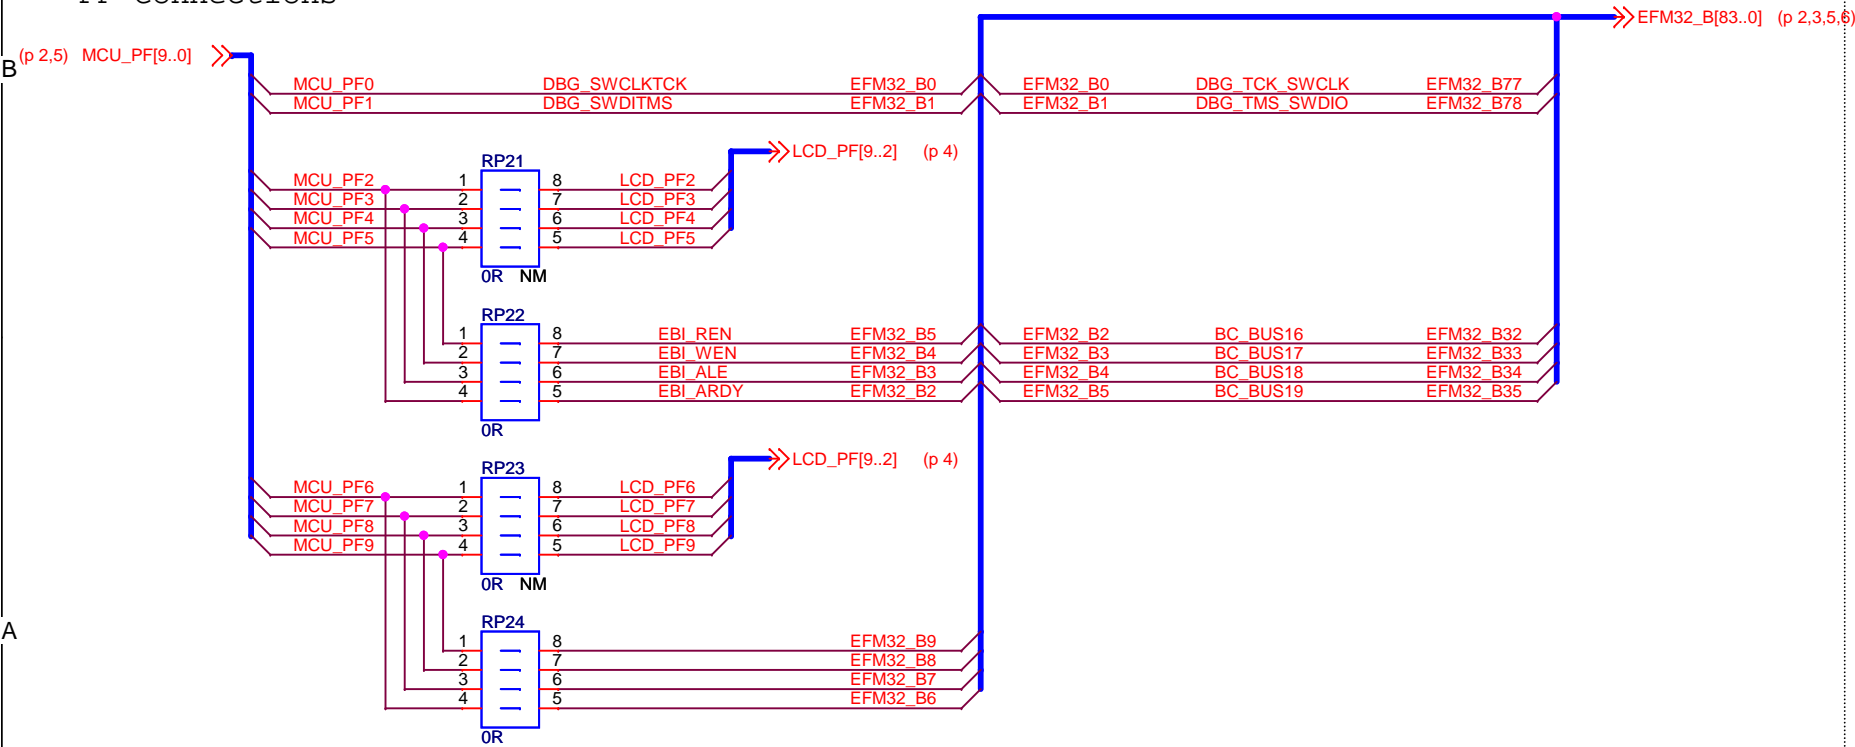 PF Connections
EFM32_B[83..0] (p 2,3,5,6)
B (p 2,5) MCU_PF[9..0]
MCU_PF0 DBG_SWCLKTCK EFM32_B0 EFM32_B0 DBG_TCK_SWCLK EFM32_B77
MCU_PF1 DBG_SWDITMS EFM32_B1 EFM32_B1 DBG_TMS_SWDIO EFM32_B78
LCD_PF[9..2] (p 4)
RP21
MCU_PF2 1 8 LCD_PF2
MCU_PF3 2 7 LCD_PF3
MCU_PF4 3 6 LCD_PF4
MCU_PF5 4 5 LCD_PF5
0R NM
RP22
1 8 EBI_REN EFM32_B5 EFM32_B2 BC_BUS16 EFM32_B32
2 7 EBI_WEN EFM32_B4 EFM32_B3 BC_BUS17 EFM32_B33
3 6 EBI_ALE EFM32_B3 EFM32_B4 BC_BUS18 EFM32_B34
4 5 EBI_ARDY EFM32_B2 EFM32_B5 BC_BUS19 EFM32_B35
0R
LCD_PF[9..2] (p 4)
RP23
MCU_PF6 1 8 LCD_PF6
MCU_PF7 2 7 LCD_PF7
MCU_PF8 3 6 LCD_PF8
MCU_PF9 4 5 LCD_PF9
0R NM
A RP24
1 8 EFM32_B9
2 7 EFM32_B8
3 6 EFM32_B7
4 5 EFM32_B6
0R